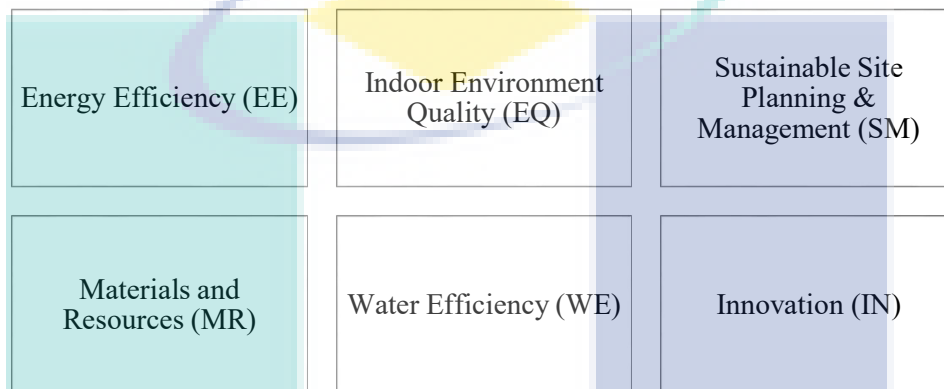 Energy Efficiency (EE)
Indoor Environment
Quality (EQ)
Sustainable Site
Planning &
Management (SM)
Materials and
Resources (MR)
Water Efficiency (WE)
Innovation (IN)